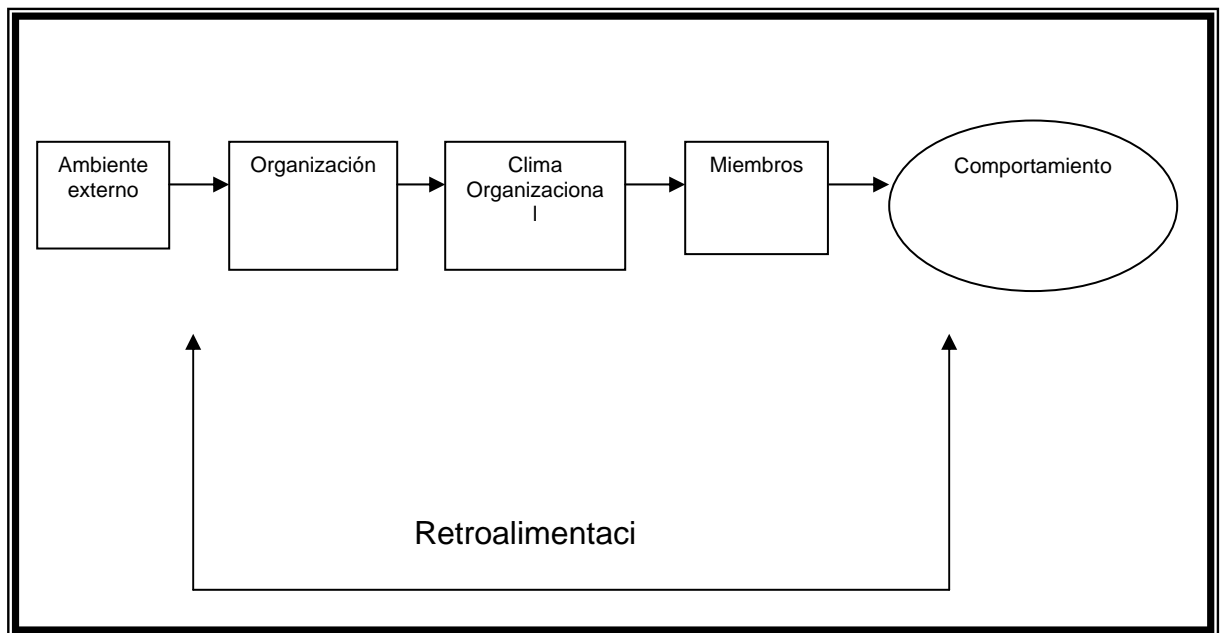 Ambiente
externo
Organización
Clima
Organizaciona
l
Miembros
Comportamiento
Retroalimentaci